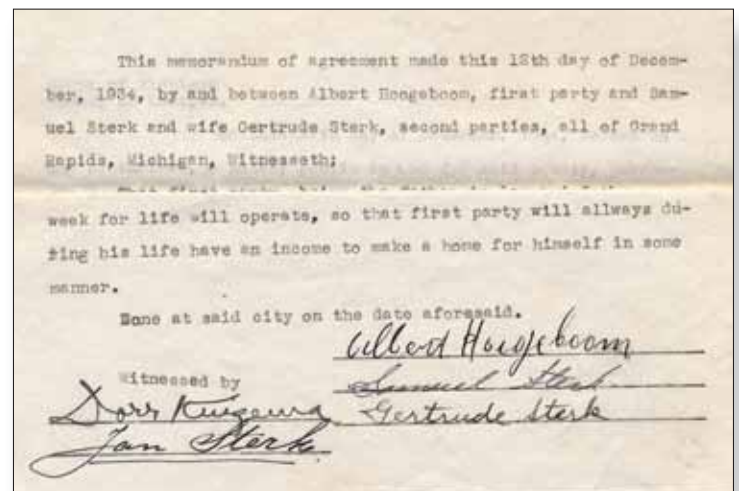 This memorandum of agreement made this 12th day of Decem-
ber, 1934, by and between Albert Hoogeboom, first party and Sam-
uel Sterk and wife Gertrude Sterk, second parties, all of Grand
Rapids, Michigan, Witnesseth;
week for life will operate, so that first party will allways du-
ring his life have an income to make a home for himself in some
manner.
Done at said city on the date aforesaid.
Albert Hoogeboom
Witnessed by
Samuel Sterk
Dorr Kuizema
Gertrude Sterk
Jan Sterk